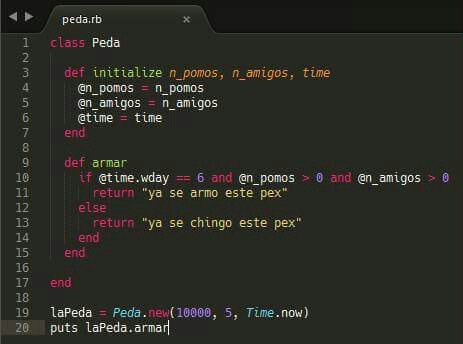 peda.rb
1 class Peda
2
3   def initialize n_pomos, n_amigos, time
4     @n_pomos = n_pomos
5     @n_amigos = n_amigos
6     @time = time
7   end
8
9   def armar
10     if @time.wday == 6 and @n_pomos > 0 and @n_amigos > 0
11       return "ya se armo este pex"
12     else
13       return "ya se chingo este pex"
14     end
15   end
16
17 end
18
19 laPeda = Peda.new(10000, 5, Time.now)
20 puts laPeda.armar